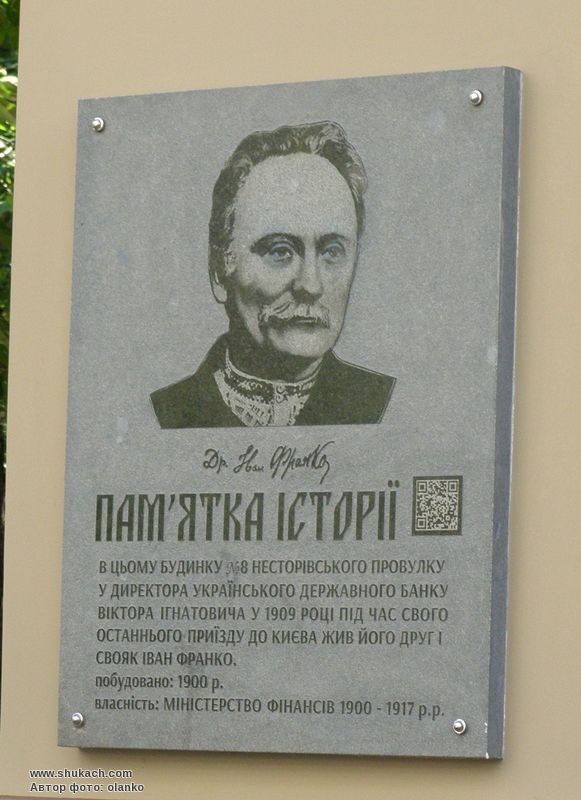 Др. Іван Франко
ПАМ'ЯТКА ІСТОРІЇ
В ЦЬОМУ БУДИНКУ №8 НЕСТОРІВСЬКОГО ПРОВУЛКУ
У ДИРЕКТОРА УКРАЇНСЬКОГО ДЕРЖАВНОГО БАНКУ
ВІКТОРА ІГНАТОВИЧА У 1909 РОЦІ ПІД ЧАС СВОГО
ОСТАННЬОГО ПРИЇЗДУ ДО КИЄВА ЖИВ ЙОГО ДРУГ І
СВОЯК ІВАН ФРАНКО.
побудовано: 1900 р.
власність: МІНІСТЕРСТВО ФІНАНСІВ 1900 - 1917 р.р.
www.shukach.com
Автор фото: olanko